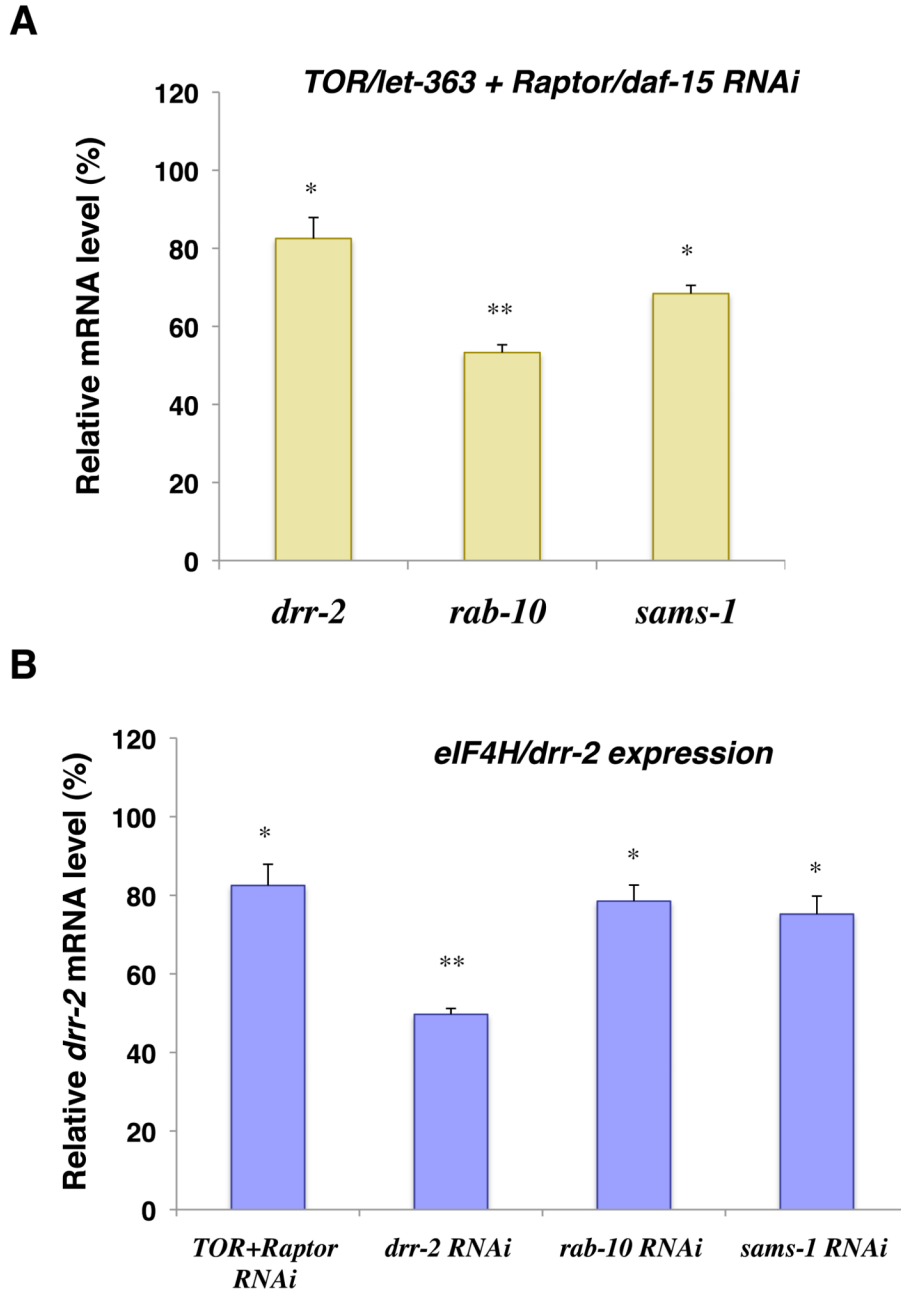 A
TOR/let-363 + Raptor/daf-15 RNAi
Relative mRNA level (%)
120
100
80
60
40
20
0
*
**
*
drr-2 rab-10 sams-1
B
eIF4H/drr-2 expression
Relative drr-2 mRNA level (%)
120
100
80
60
40
20
0
*
**
*
*
TOR+Raptor RNAi
drr-2 RNAi
rab-10 RNAi
sams-1 RNAi